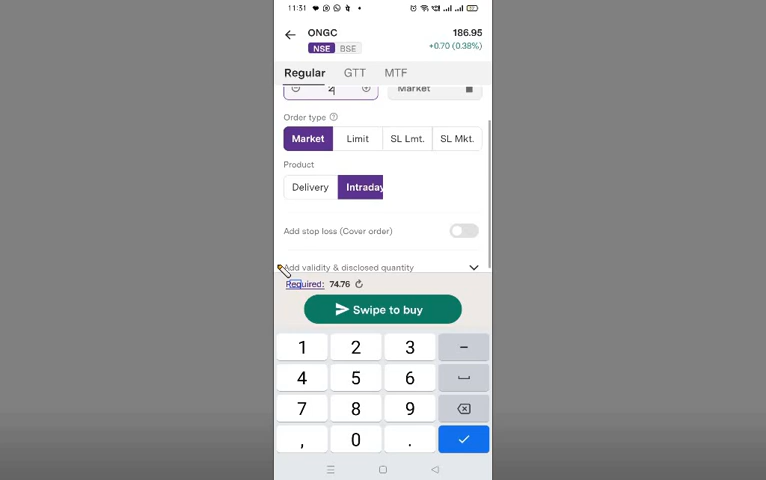 11:31
ONGC 186.95
NSE BSE +0.70 (0.38%)
Regular GTT MTF
2 Market
Order type
Market Limit SL Lmt. SL Mkt.
Product
Delivery Intraday
Add stop loss (Cover order)
Add validity & disclosed quantity
Required: 74.76
Swipe to buy
1 2 3 –
4 5 6
7 8 9
, 0 .